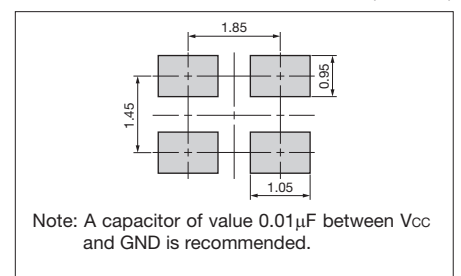 1.85
0.95
1.45
1.05
Note: A capacitor of value 0.01μF between Vcc
and GND is recommended.